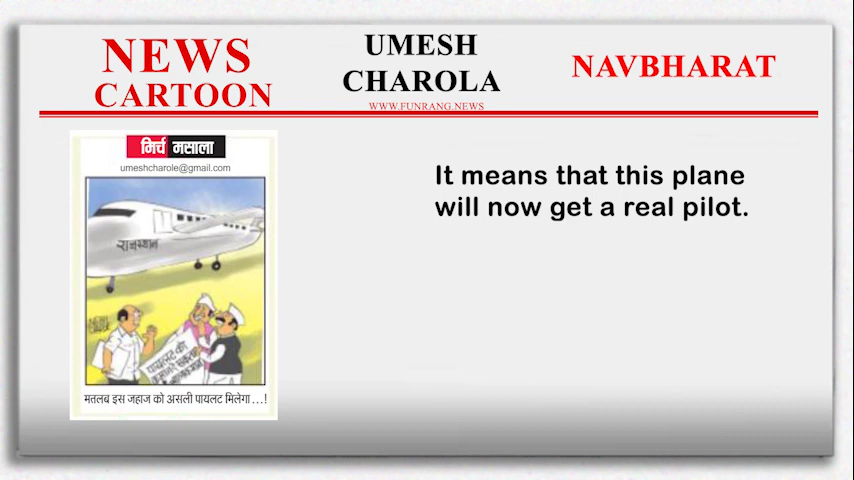 NEWS
CARTOON
UMESH
CHAROLA
WWW.FUNRANG.NEWS
NAVBHARAT
मिर्च मसाला
umeshcharole@gmail.com
राजस्थान
पायलट को
मतलब इस जहाज को असली पायलट मिलेगा...!
It means that this plane
will now get a real pilot.